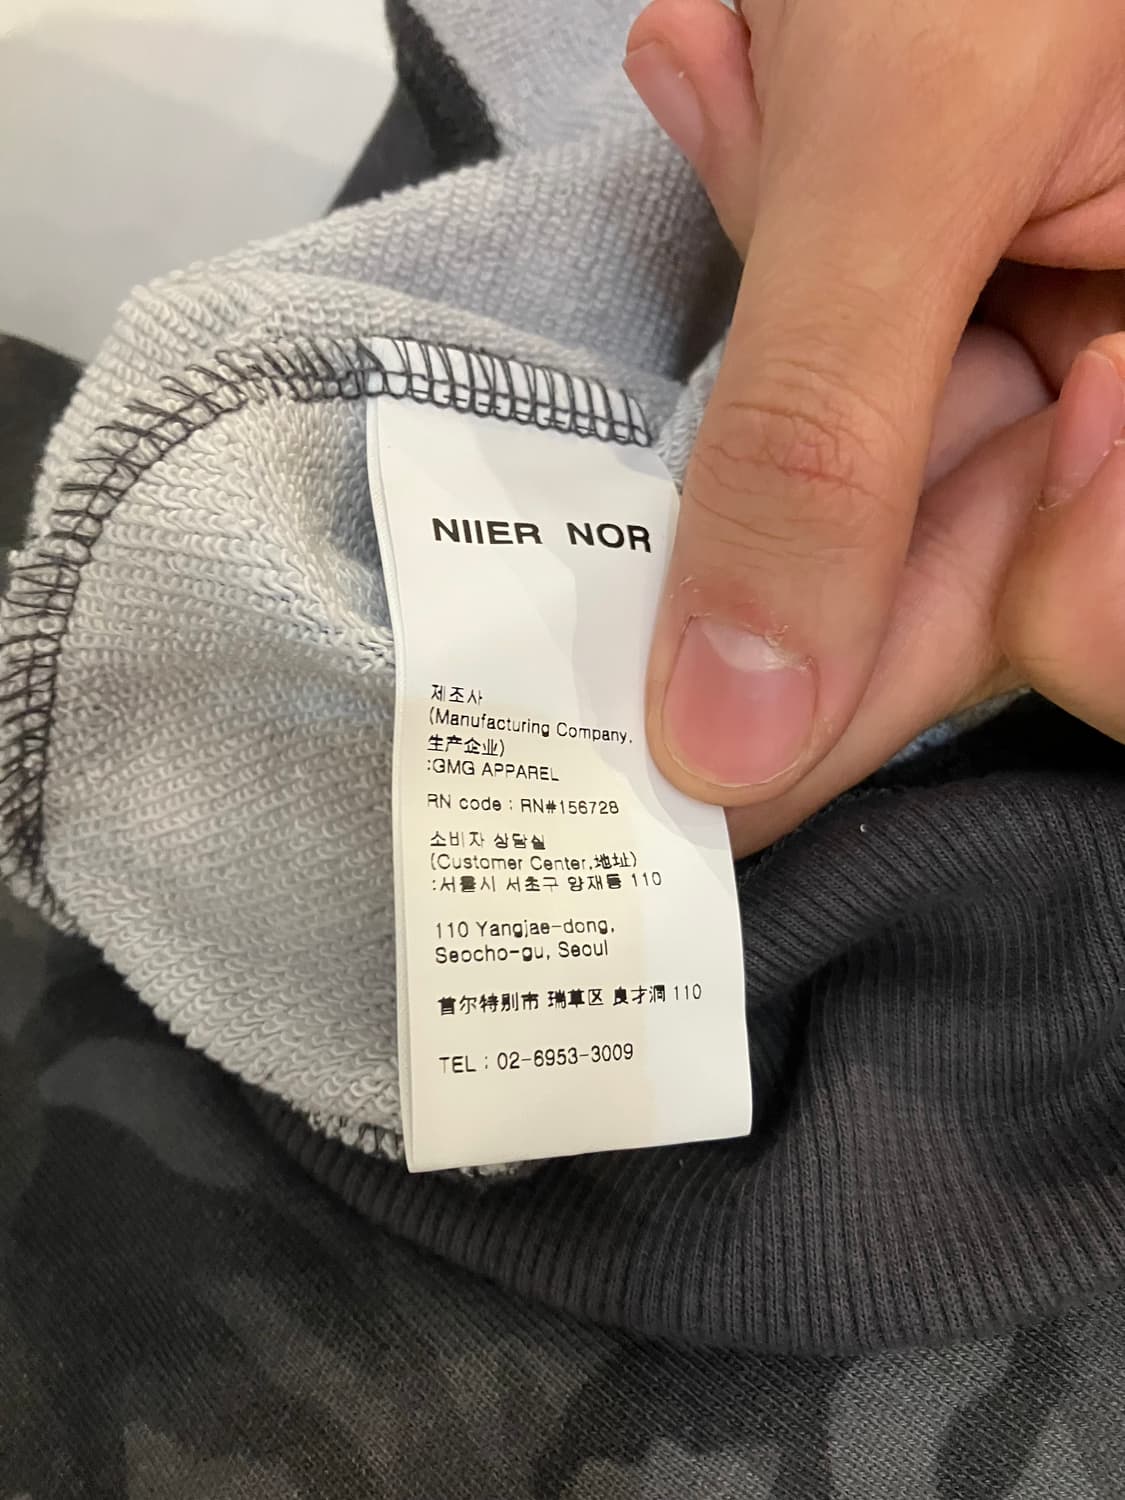 NIIER NOR
제조사
(Manufacturing Company,
生产企业)
:GMG APPAREL
RN code : RN#156728
소비자 상담실
(Customer Center,地址)
:서울시 서초구 양재동 110
110 Yangjae-dong,
Seocho-gu, Seoul
首尔特别市 瑞草区 良才洞 110
TEL : 02-6953-3009